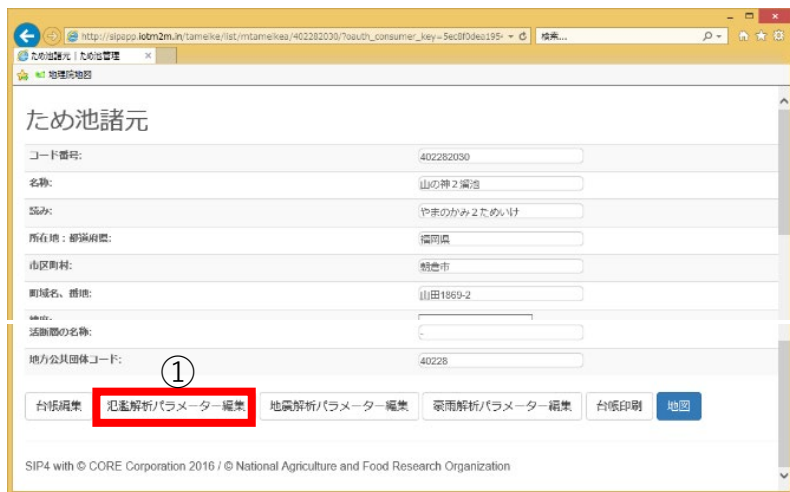 http://sipapp.iotm2m.in/tameike/list/mtameikea/402282030/?oauth_consumer_key=5ec8f0dea195
検索...
ため池諸元 | ため池管理
地理院地図
ため池諸元
コード番号:
402282030
名称:
山の神２溜池
読み:
やまのかみ２ためいけ
所在地：都道府県:
福岡県
市区町村:
朝倉市
町域名、番地:
山田1869-2
活断層の名称:
-
地方公共団体コード:
40228
①
台帳編集 氾濫解析パラメーター編集 地震解析パラメーター編集 豪雨解析パラメーター編集 台帳印刷 地図
SIP4 with © CORE Corporation 2016 / © National Agriculture and Food Research Organization